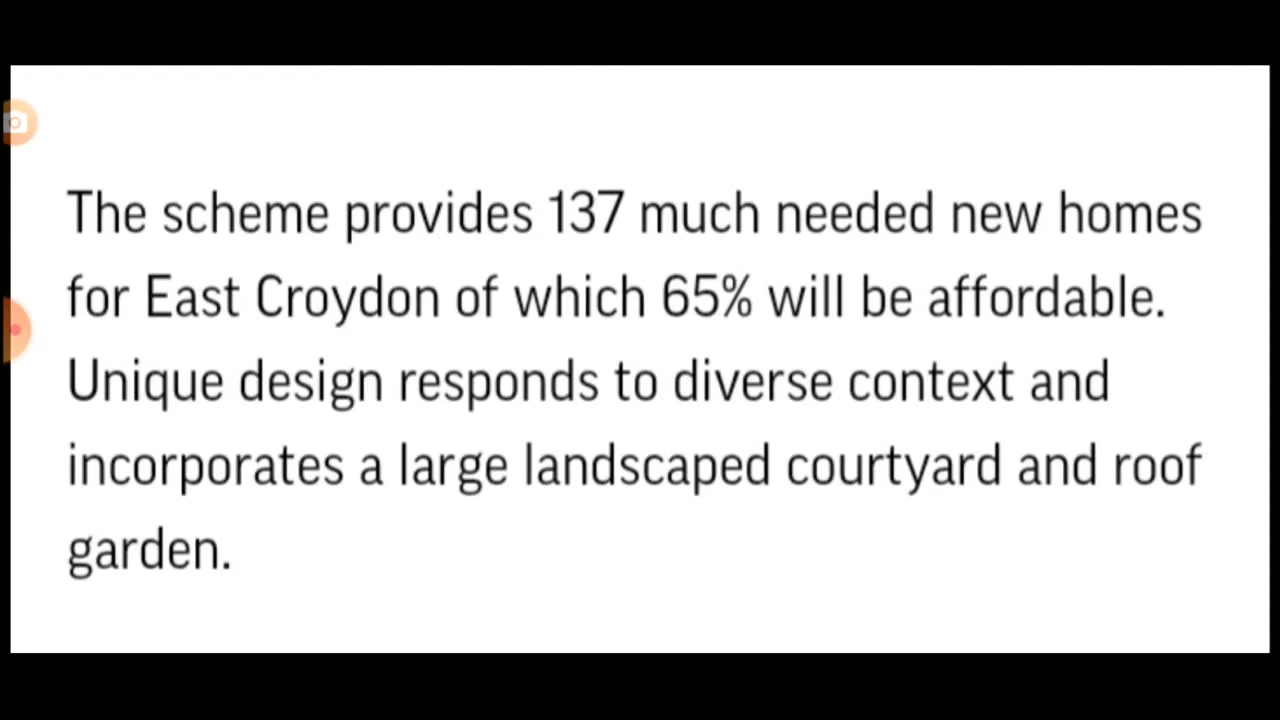 The scheme provides 137 much needed new homes
for East Croydon of which 65% will be affordable.
Unique design responds to diverse context and
incorporates a large landscaped courtyard and roof
garden.